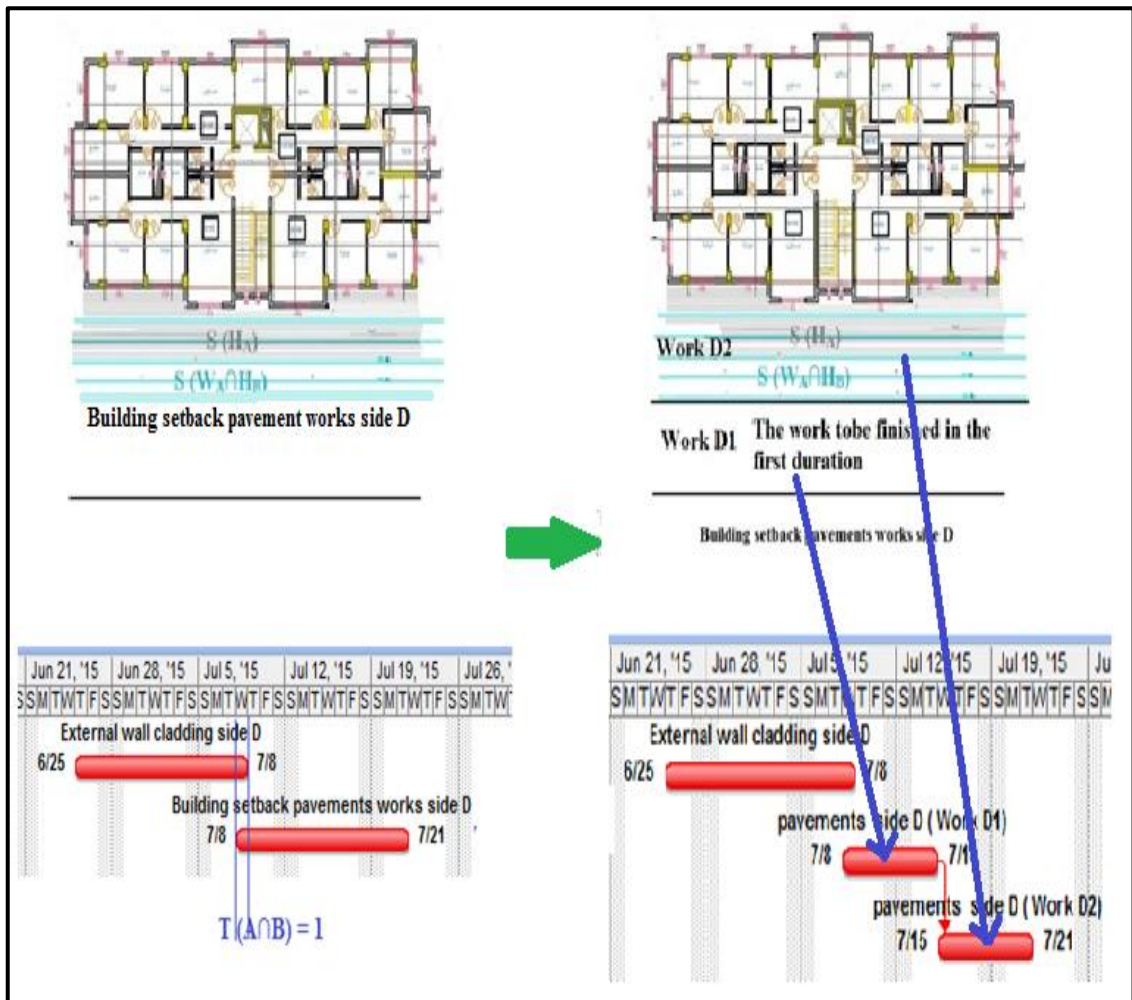 S (H_A)
S (W_A∩H_B)
Building setback pavement works side D
Work D2
S (H_A)
S (W_A∩H_B)
Work D1
The work tobe finished in the
first duration
Building setback pavements works side D
Jun 21, '15 Jun 28, '15 Jul 5, '15 Jul 12, '15 Jul 19, '15 Jul 26, '
S S M T W T F S S M T W T F S S M T W T F S S M T W T F S S M T W T F S S M T W T
External wall cladding side D
6/25 7/8
Building setback pavements works side D
7/8 7/21
T (A∩B) = 1
Jun 21, '15 Jun 28, '15 Jul 5, '15 Jul 12, '15 Jul 19, '15
S M T W T F S S M T W T F S S M T W T F S S M T W T F S S M T W T F S S M
External wall cladding side D
6/25 7/8
pavements side D ( Work D1)
7/8 7/1
pavements side D ( Work D2)
7/15 7/21